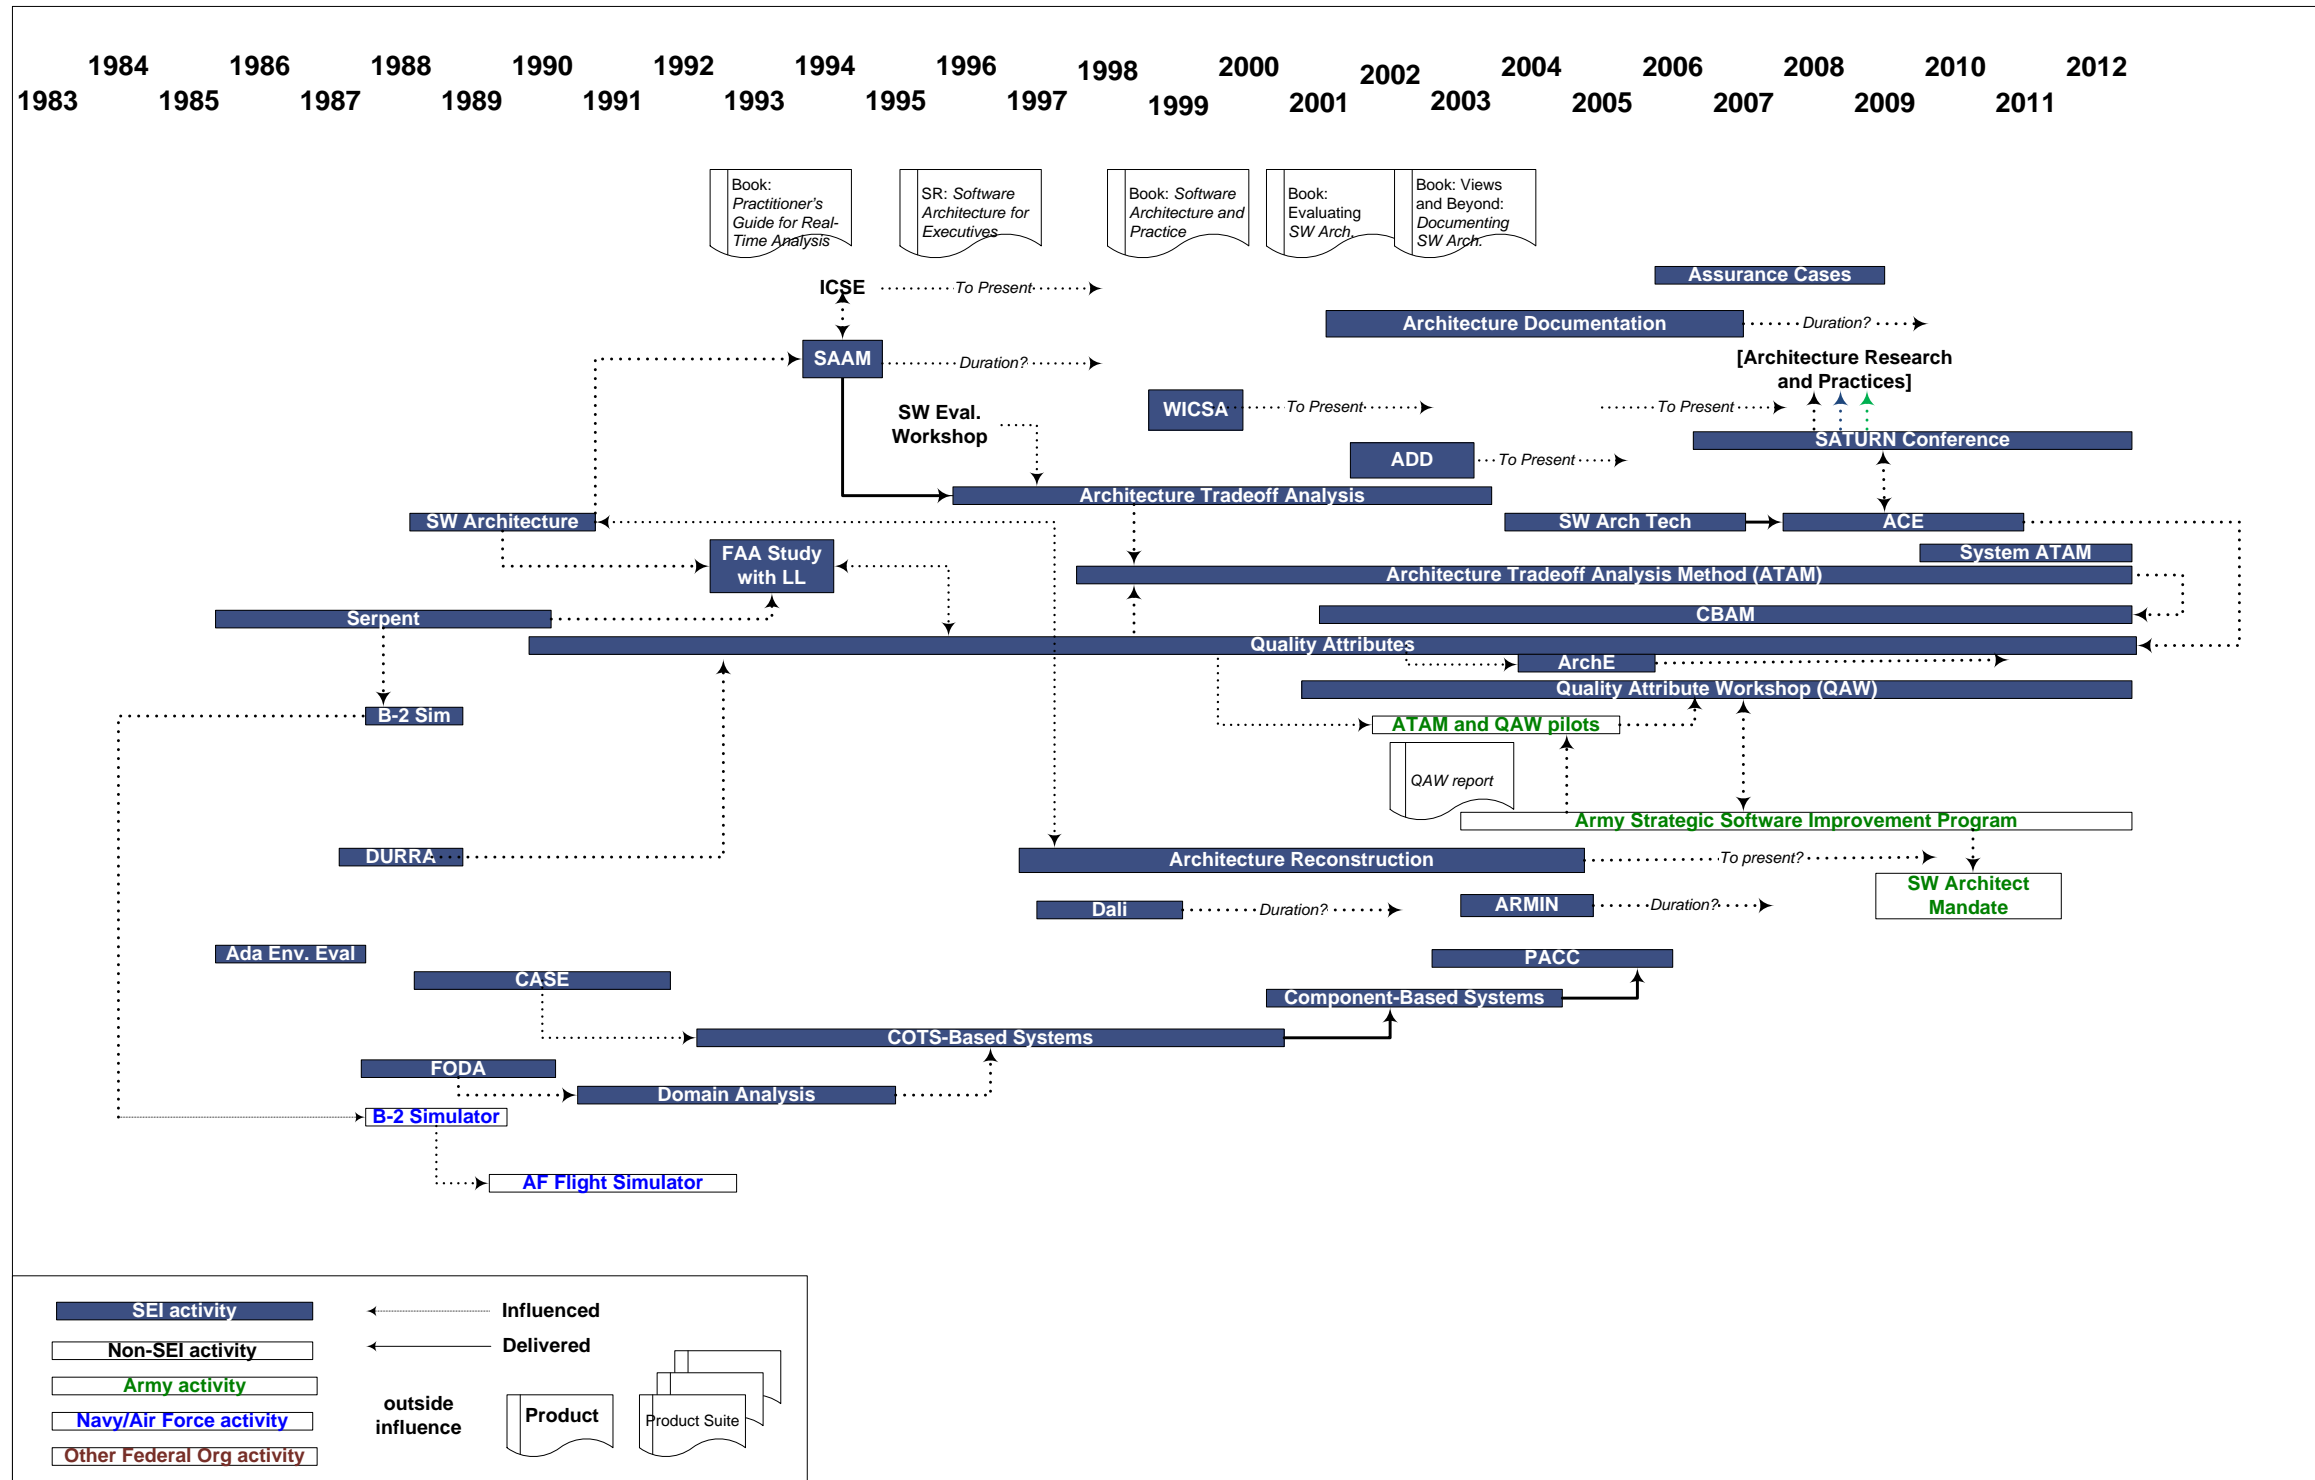 1984 1986 1988 1990 1992 1994 1996 1998 2000 2002 2004 2006 2008 2010 2012
1983 1985 1987 1989 1991 1993 1995 1997 1999 2001 2003 2005 2007 2009 2011
Book:
Practitioner's
Guide for Real-
Time Analysis
SR: Software
Architecture for
Executives
Book: Software
Architecture and
Practice
Book:
Evaluating
SW Arch.
Book: Views
and Beyond:
Documenting
SW Arch.
Assurance Cases
ICSE
To Present
Architecture Documentation
Duration?
SAAM
Duration?
[Architecture Research
and Practices]
WICSA
To Present
To Present
SW Eval.
Workshop
SATURN Conference
ADD
To Present
Architecture Tradeoff Analysis
SW Architecture
SW Arch Tech
ACE
FAA Study
with LL
System ATAM
Architecture Tradeoff Analysis Method (ATAM)
Serpent
CBAM
Quality Attributes
ArchE
Quality Attribute Workshop (QAW)
B-2 Sim
ATAM and QAW pilots
QAW report
Army Strategic Software Improvement Program
DURRA
Architecture Reconstruction
To present?
SW Architect
Mandate
Dali
Duration?
ARMIN
Duration?
Ada Env. Eval
PACC
CASE
Component-Based Systems
COTS-Based Systems
FODA
Domain Analysis
B-2 Simulator
AF Flight Simulator
SEI activity
Non-SEI activity
Army activity
Navy/Air Force activity
Other Federal Org activity
Influenced
Delivered
outside
influence
Product
Product Suite